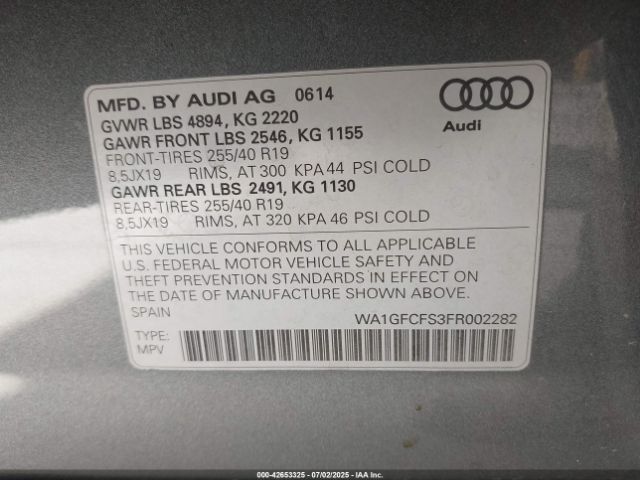 MFD. BY AUDI AG 0614
GVWR LBS 4894, KG 2220
GAWR FRONT LBS 2546, KG 1155
FRONT-TIRES 255/40 R19
8,5JX19 RIMS, AT 300 KPA 44 PSI COLD
GAWR REAR LBS 2491, KG 1130
REAR-TIRES 255/40 R19
8,5JX19 RIMS, AT 320 KPA 46 PSI COLD
Audi
THIS VEHICLE CONFORMS TO ALL APPLICABLE
U.S. FEDERAL MOTOR VEHICLE SAFETY AND
THEFT PREVENTION STANDARDS IN EFFECT ON
THE DATE OF MANUFACTURE SHOWN ABOVE.
SPAIN
WA1GFCFS3FR002282
TYPE:
MPV
000-42653325 - 07/02/2025 - IAAI.COM